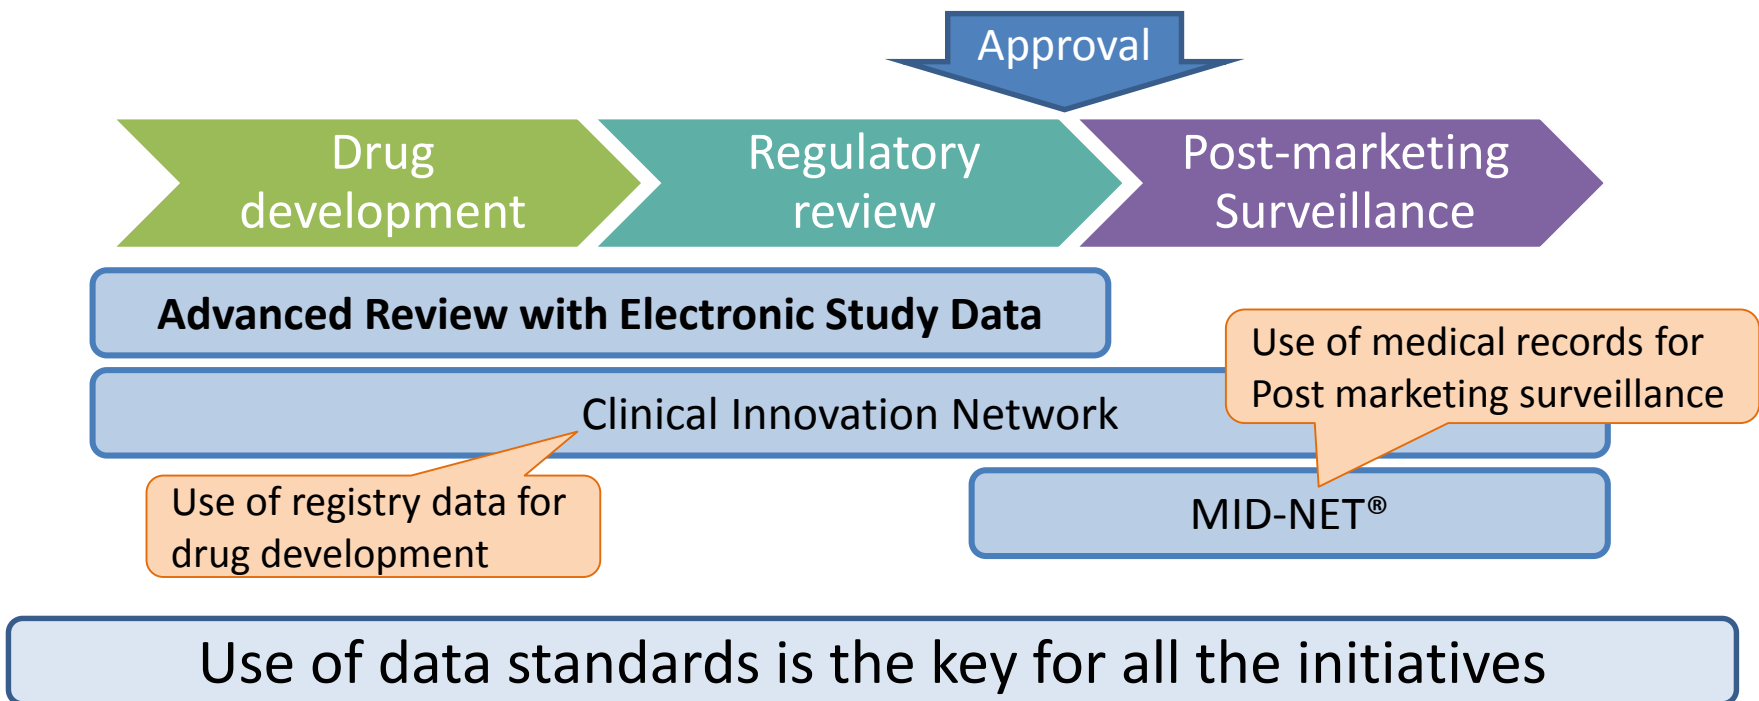 Approval
Drug
development
Regulatory
review
Post-marketing
Surveillance
Advanced Review with Electronic Study Data
Use of medical records for
Post marketing surveillance
Clinical Innovation Network
Use of registry data for
drug development
MID-NET®
Use of data standards is the key for all the initiatives